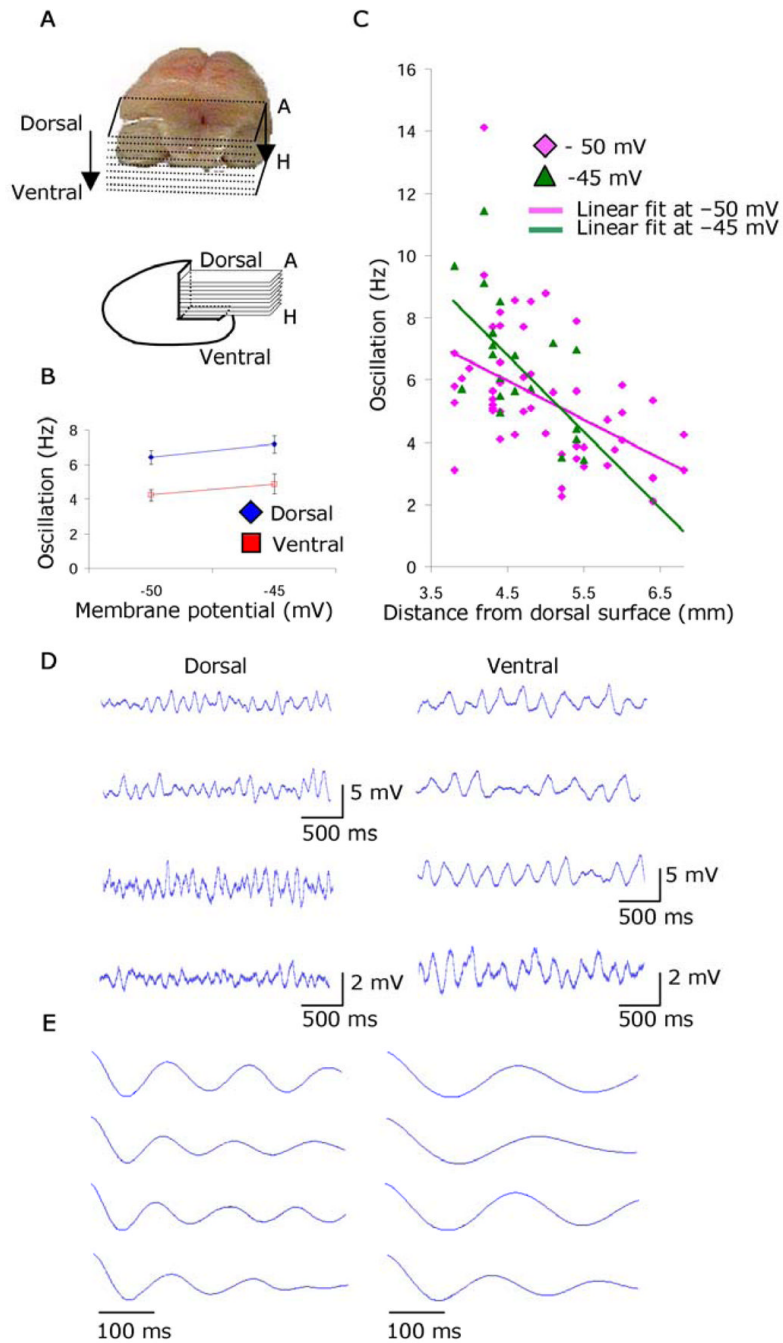 A
Dorsal
Ventral
A
H
Dorsal
A
H
Ventral
B
Oscillation (Hz)
8
6
4
2
0
-50
-45
Membrane potential (mV)
Dorsal
Ventral
C
Oscillation (Hz)
16
14
12
10
8
6
4
2
0
3.5
4.5
5.5
6.5
Distance from dorsal surface (mm)
- 50 mV
-45 mV
Linear fit at –50 mV
Linear fit at –45 mV
D
Dorsal
Ventral
5 mV
500 ms
5 mV
500 ms
2 mV
500 ms
2 mV
500 ms
E
100 ms
100 ms